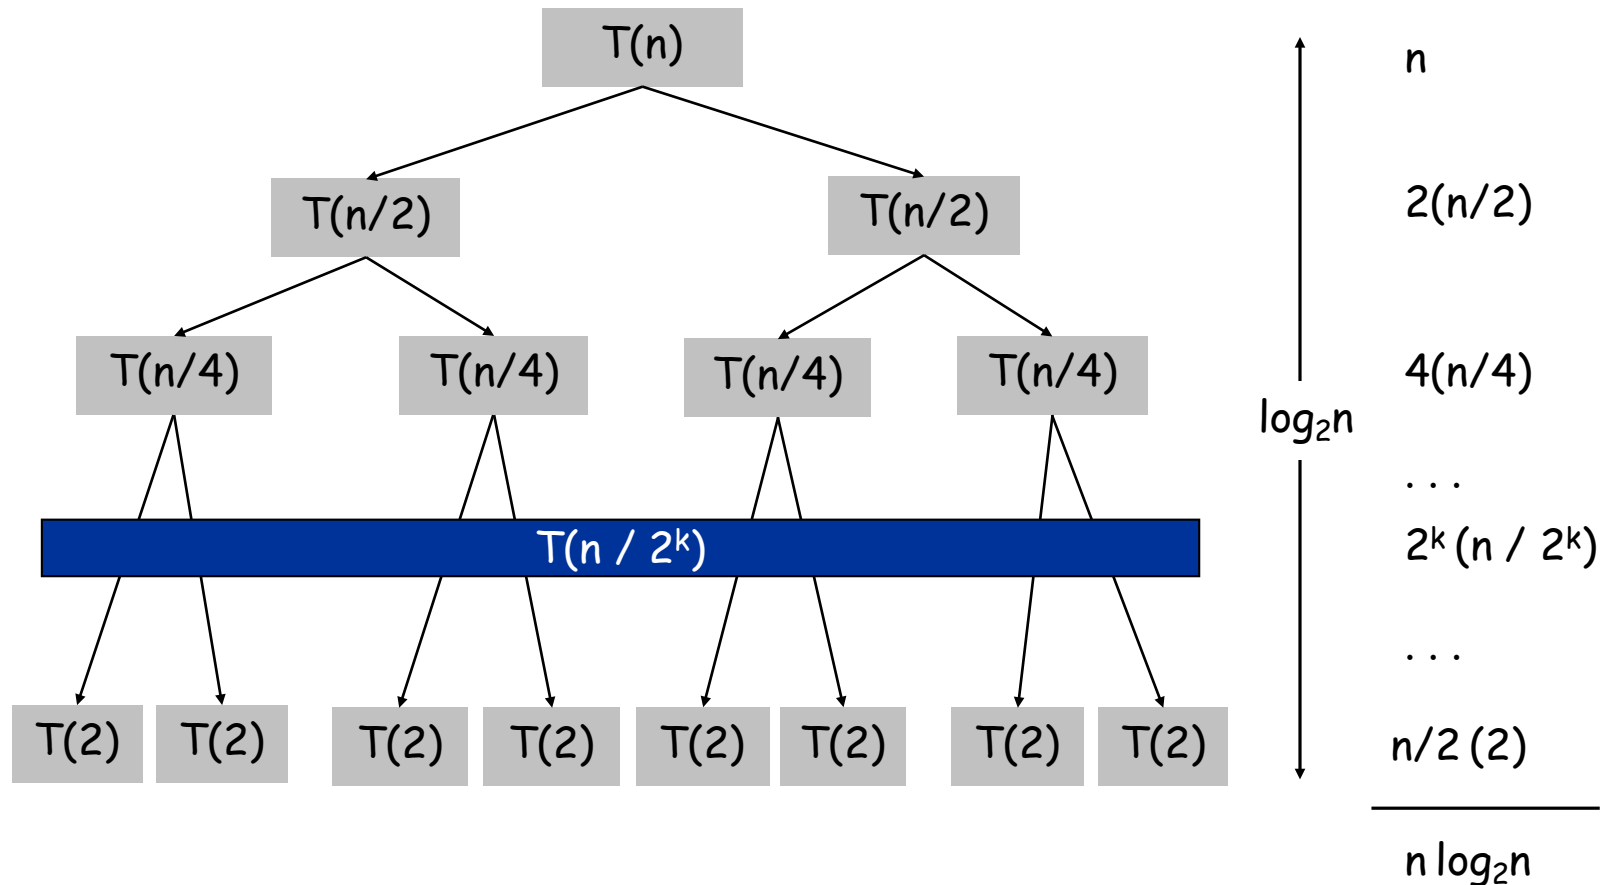 T(n)
n
T(n/2) T(n/2)
2(n/2)
T(n/4) T(n/4) T(n/4) T(n/4)
4(n/4)
log₂n
. . .
T(n / 2ᵏ)
2ᵏ (n / 2ᵏ)
. . .
T(2) T(2) T(2) T(2) T(2) T(2) T(2) T(2)
n/2 (2)
n log₂n